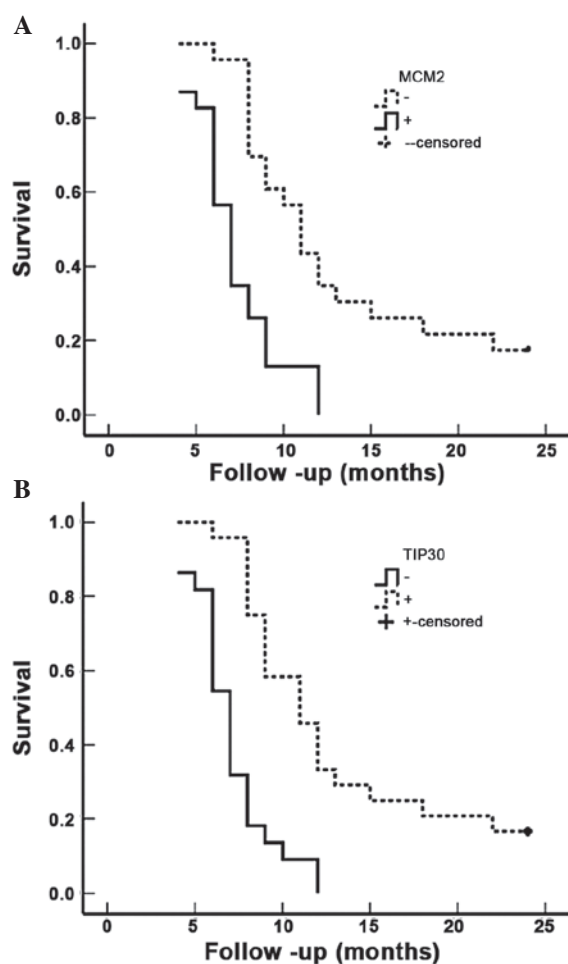 A
1.0
0.8
0.6
0.4
0.2
0.0
Survival
MCM2
-
+
--censored
0 5 10 15 20 25
Follow -up (months)
B
1.0
0.8
0.6
0.4
0.2
0.0
Survival
TIP30
-
+
+-censored
0 5 10 15 20 25
Follow -up (months)